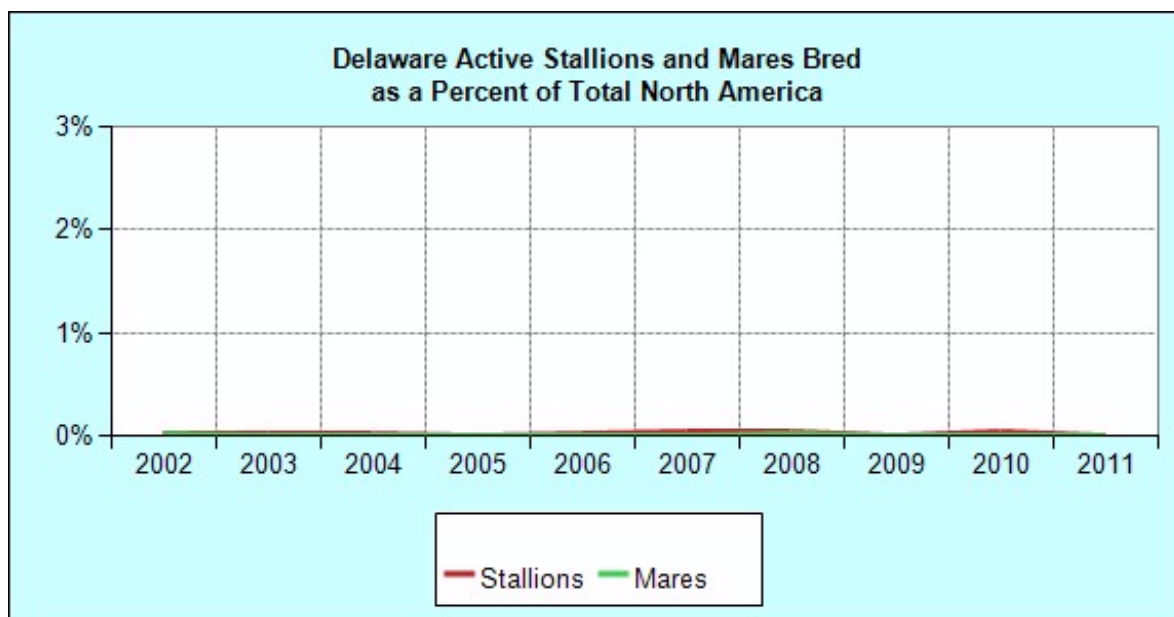 Delaware Active Stallions and Mares Bred
as a Percent of Total North America
3%
2%
1%
0%
2002 2003 2004 2005 2006 2007 2008 2009 2010 2011
Stallions Mares